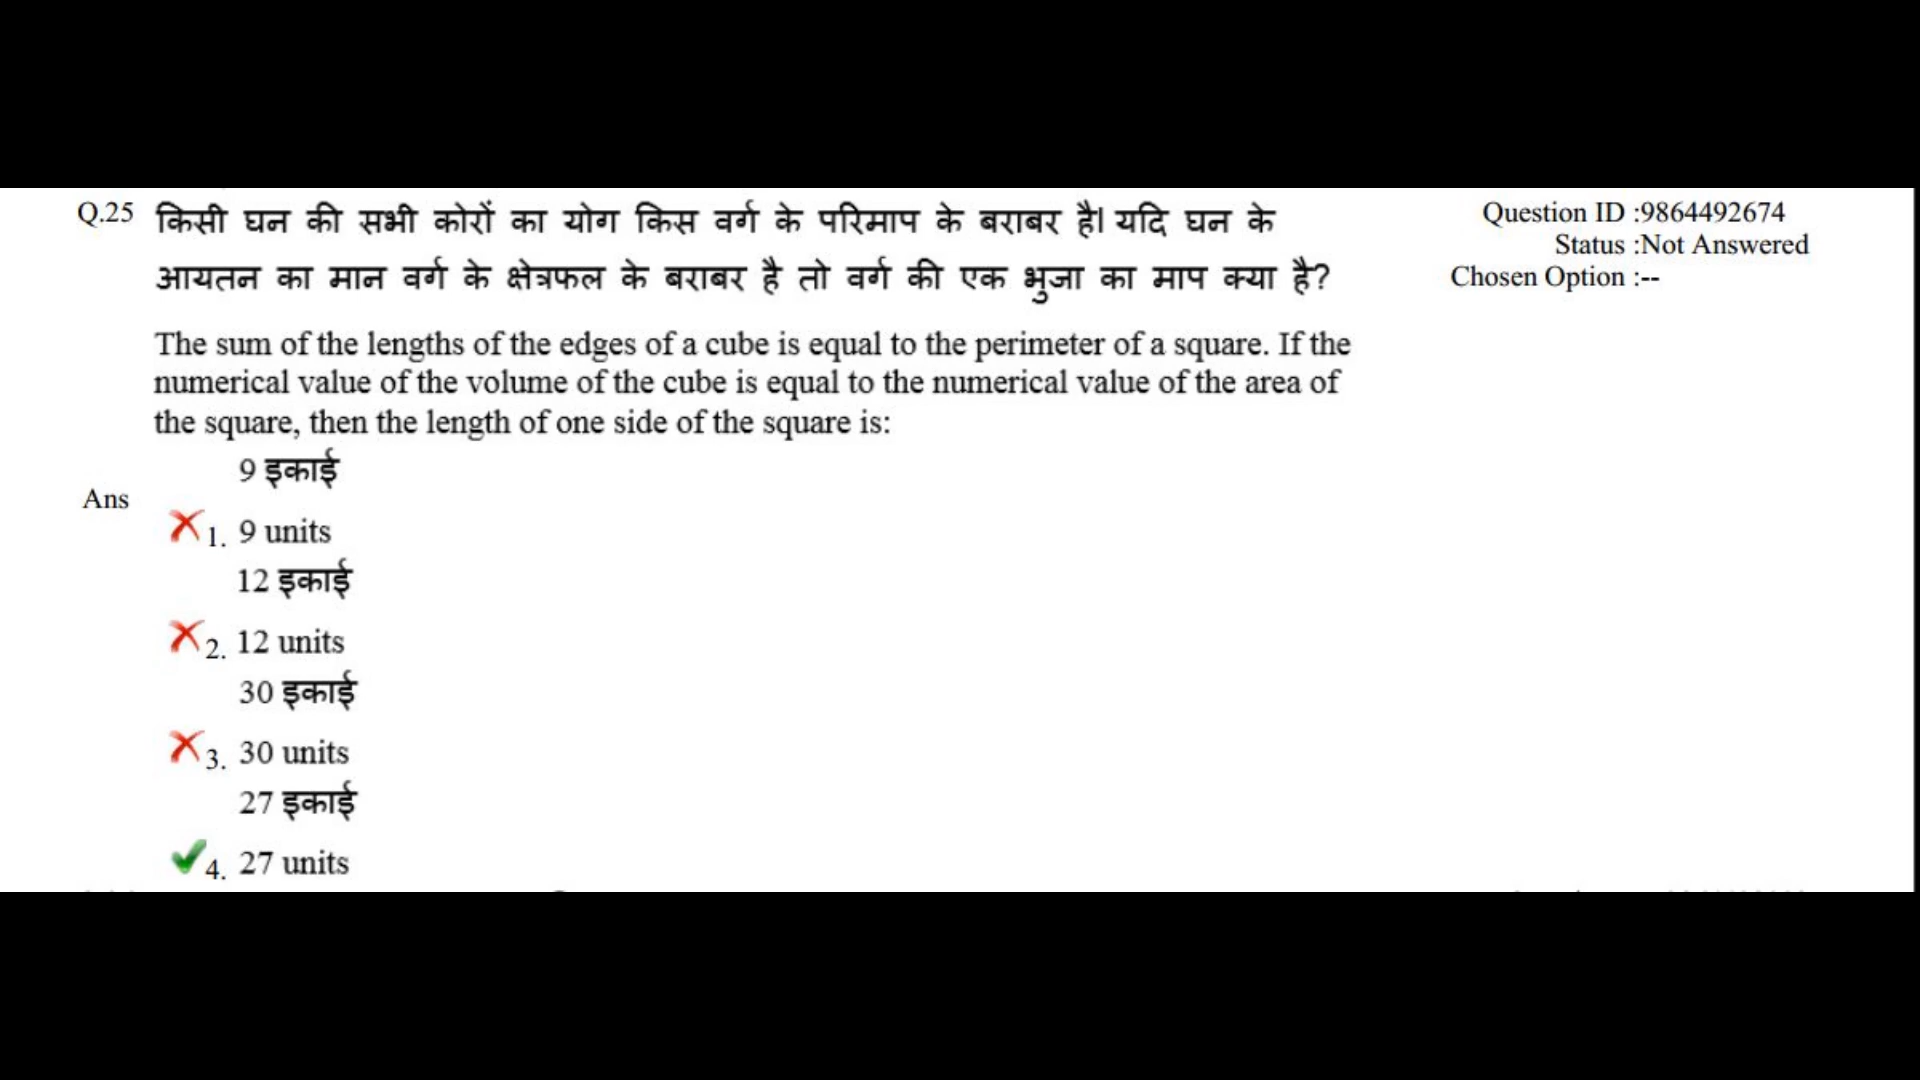 Q.25 किसी घन की सभी कोरों का योग किस वर्ग के परिमाप के बराबर है। यदि घन के
आयतन का मान वर्ग के क्षेत्रफल के बराबर है तो वर्ग की एक भुजा का माप क्या है?
The sum of the lengths of the edges of a cube is equal to the perimeter of a square. If the
numerical value of the volume of the cube is equal to the numerical value of the area of
the square, then the length of one side of the square is:
Question ID :9864492674
Status :Not Answered
Chosen Option :--
Ans
9 इकाई
1. 9 units
12 इकाई
2. 12 units
30 इकाई
3. 30 units
27 इकाई
4. 27 units